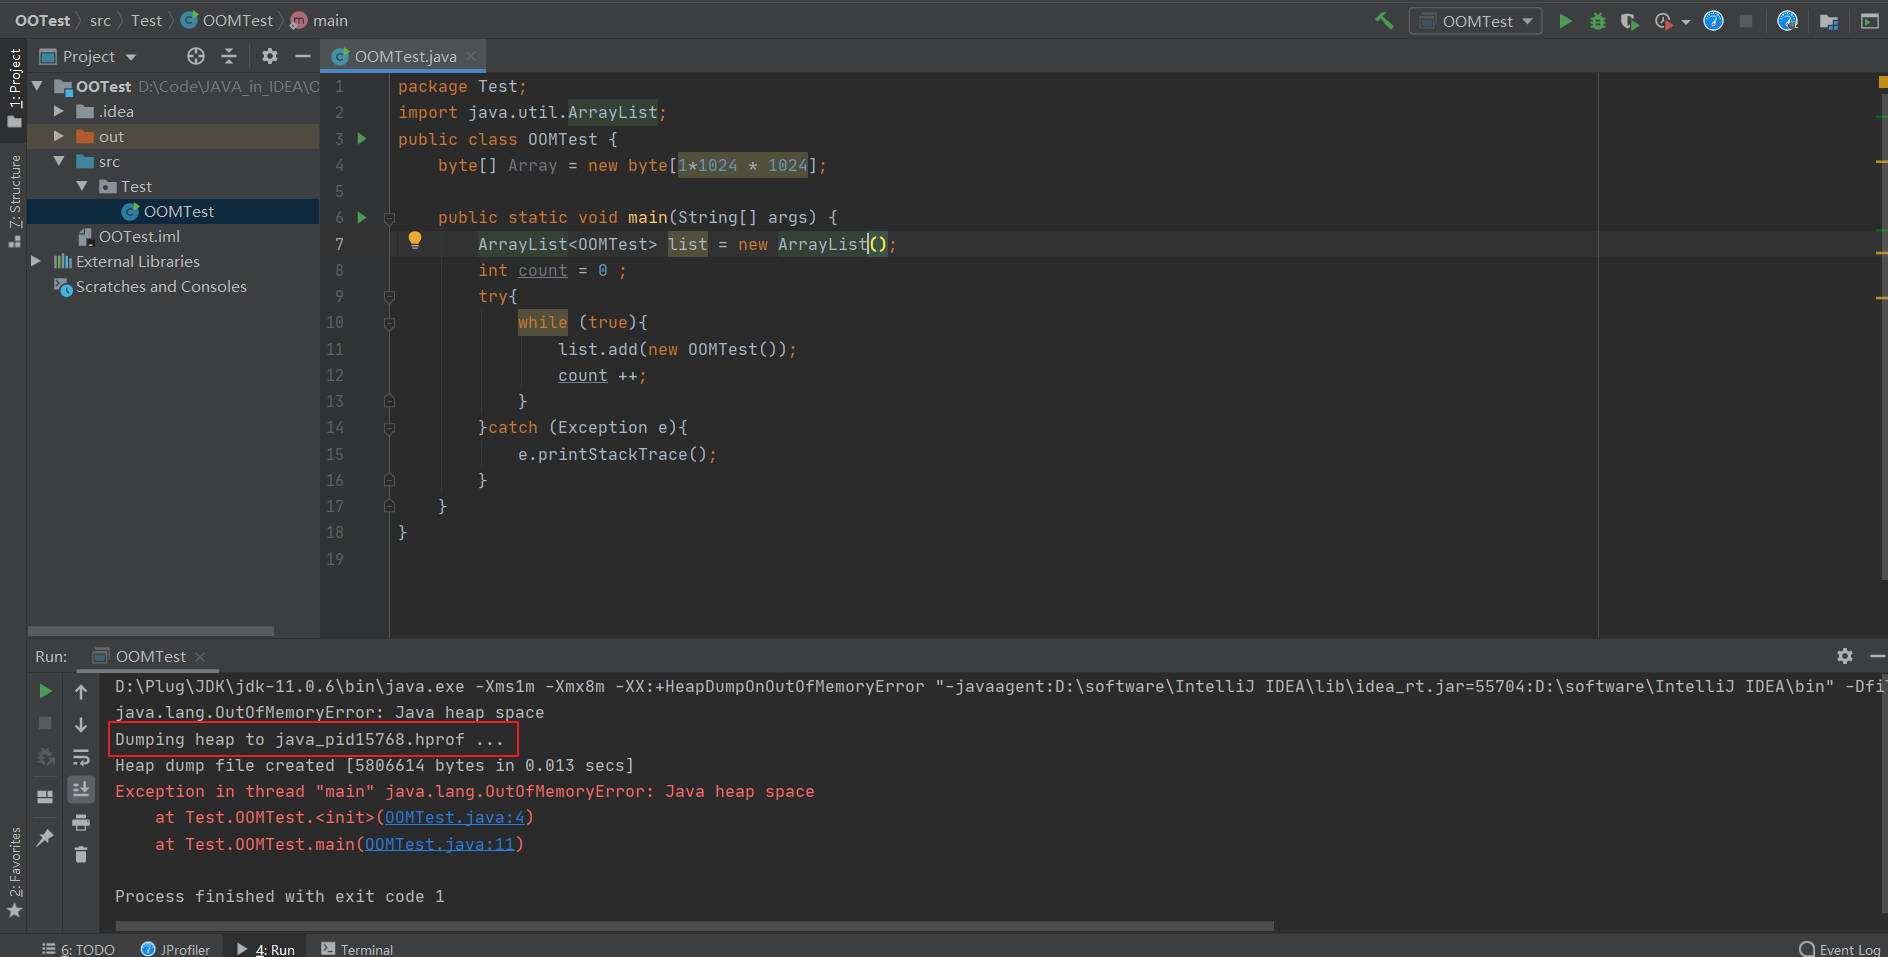 OOTest src Test OOMTest main
OOMTest
Project
OOMTest.java
1: Project
7: Structure
2: Favorites
OOTest D:\Code\JAVA_in_IDEA\O
.idea
out
src
Test
OOMTest
OOTest.iml
External Libraries
Scratches and Consoles
1 package Test;
2 import java.util.ArrayList;
3 public class OOMTest {
4 byte[] Array = new byte[1*1024 * 1024];
5
6 public static void main(String[] args) {
7 ArrayList<OOMTest> list = new ArrayList();
8 int count = 0 ;
9 try{
10 while (true){
11 list.add(new OOMTest());
12 count ++;
13 }
14 }catch (Exception e){
15 e.printStackTrace();
16 }
17 }
18 }
19
Run: OOMTest
D:\Plug\JDK\jdk-11.0.6\bin\java.exe -Xms1m -Xmx8m -XX:+HeapDumpOnOutOfMemoryError "-javaagent:D:\software\IntelliJ IDEA\lib\idea_rt.jar=55704:D:\software\IntelliJ IDEA\bin" -Dfil
java.lang.OutOfMemoryError: Java heap space
Dumping heap to java_pid15768.hprof ...
Heap dump file created [5806614 bytes in 0.013 secs]
Exception in thread "main" java.lang.OutOfMemoryError: Java heap space
at Test.OOMTest.<init>(OOMTest.java:4)
at Test.OOMTest.main(OOMTest.java:11)
Process finished with exit code 1
6: TODO JProfiler 4: Run Terminal
Event Log